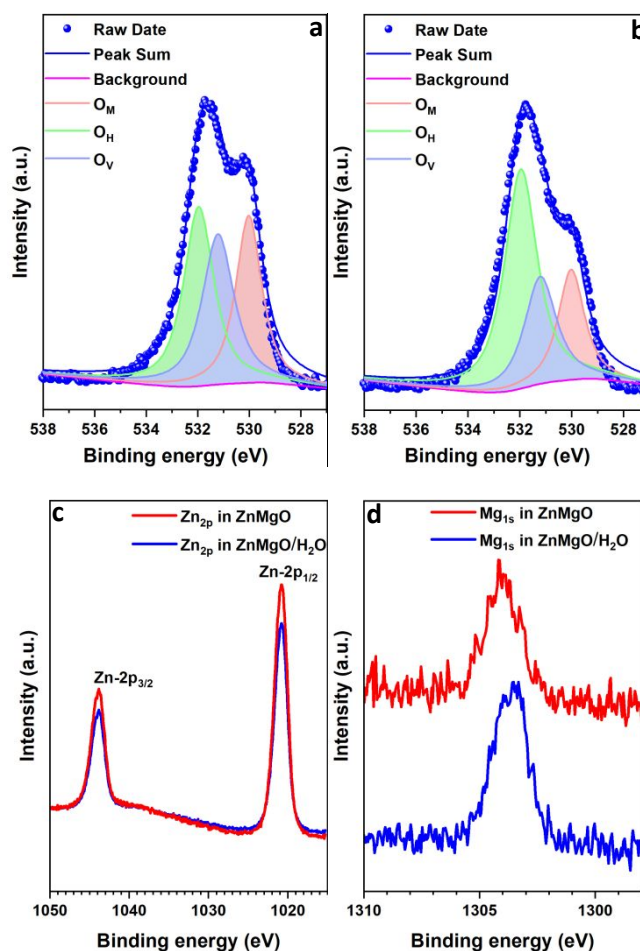 a
Raw Date
Peak Sum
Background
O_M
O_H
O_V
Intensity (a.u.)
538 536 534 532 530 528
Binding energy (eV)
b
Raw Date
Peak Sum
Background
O_M
O_H
O_V
Intensity (a.u.)
538 536 534 532 530 528
Binding energy (eV)
c
Zn2p in ZnMgO
Zn2p in ZnMgO/H2O
Zn-2p1/2
Zn-2p3/2
Intensity (a.u.)
1050 1040 1030 1020
Binding energy (eV)
d
Mg1s in ZnMgO
Mg1s in ZnMgO/H2O
Intensity (a.u.)
1310 1305 1300
Binding energy (eV)